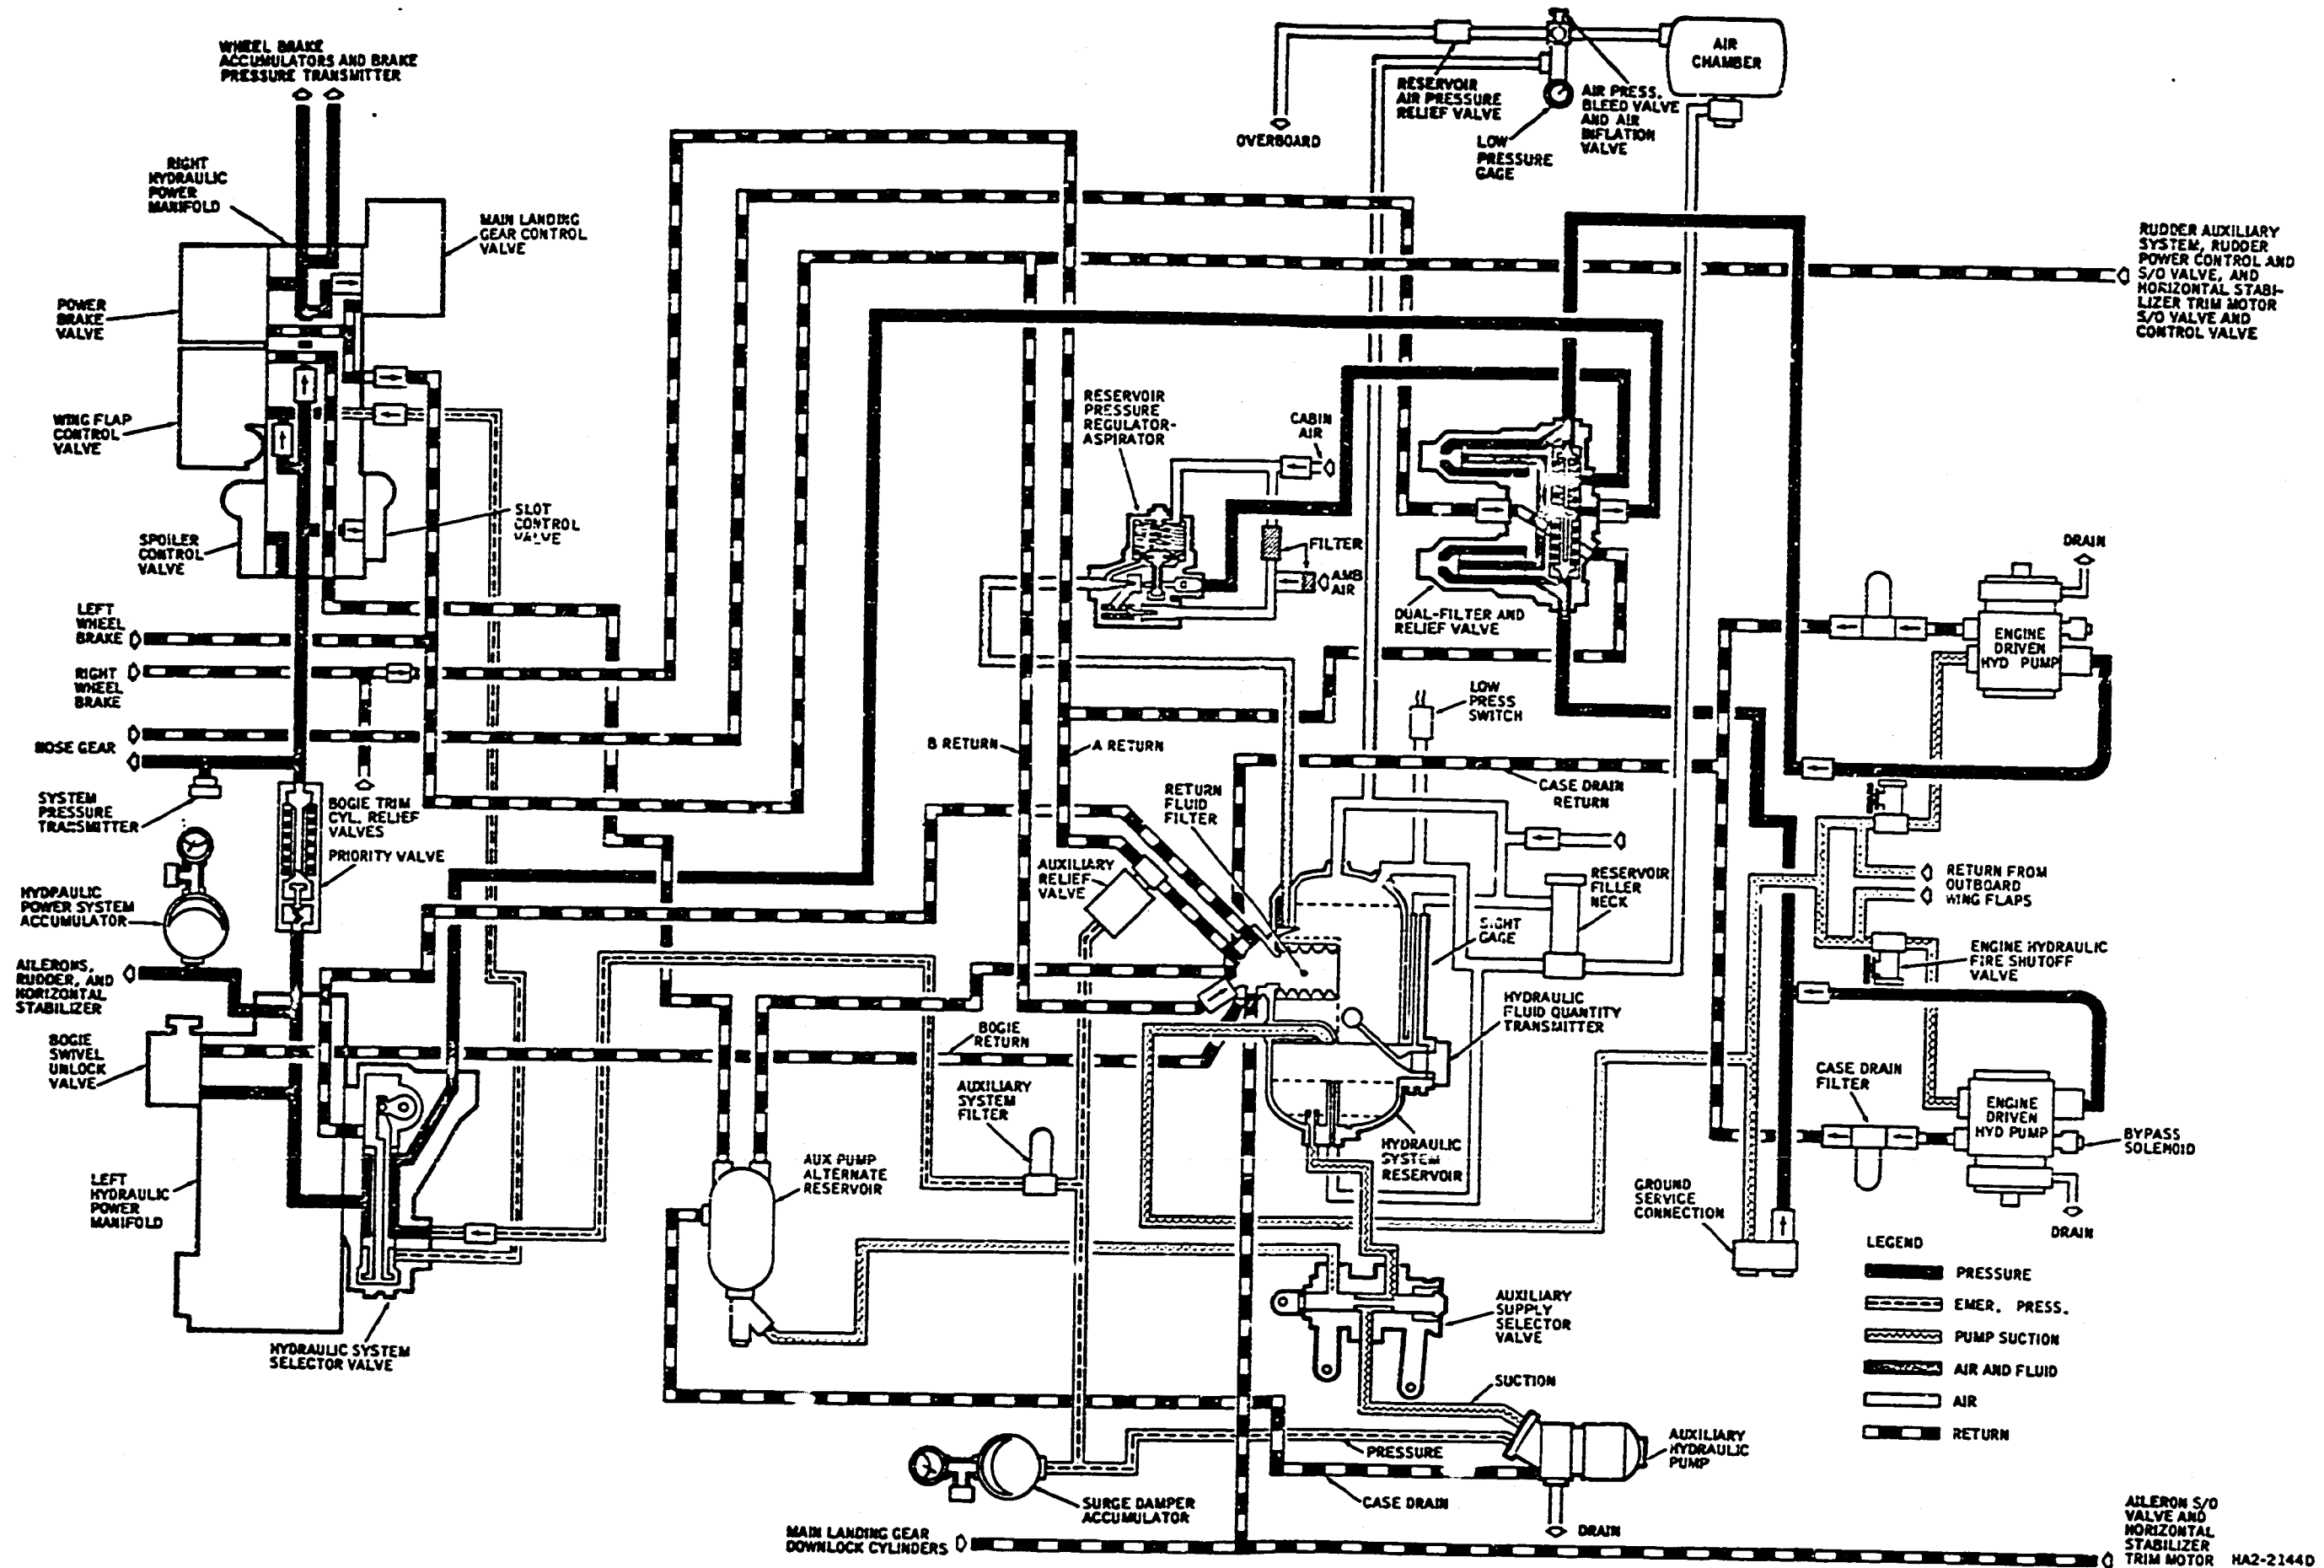 WHEEL BRAKE
ACCUMULATORS AND BRAKE
PRESSURE TRANSMITTER
RIGHT
HYDRAULIC
POWER
MANIFOLD
MAIN LANDING
GEAR CONTROL
VALVE
POWER
BRAKE
VALVE
WING FLAP
CONTROL
VALVE
SPOILER
CONTROL
VALVE
SLOT
CONTROL
VALVE
LEFT
WHEEL
BRAKE
RIGHT
WHEEL
BRAKE
NOSE GEAR
SYSTEM
PRESSURE
TRANSMITTER
BOGIE TRIM
CYL. RELIEF
VALVES
PRIORITY VALVE
HYDRAULIC
POWER SYSTEM
ACCUMULATOR
AILERONS,
RUDDER, AND
HORIZONTAL
STABILIZER
BOGIE
SWIVEL
UNLOCK
VALVE
LEFT
HYDRAULIC
POWER
MANIFOLD
HYDRAULIC SYSTEM
SELECTOR VALVE
OVERBOARD
RESERVOIR
AIR PRESSURE
RELIEF VALVE
LOW
PRESSURE
GAGE
AIR PRESS.
BLEED VALVE
AND AIR
INFLATION
VALVE
AIR
CHAMBER
RUDDER AUXILIARY
SYSTEM, RUDDER
POWER CONTROL AND
S/O VALVE, AND
HORIZONTAL STABI-
LIZER TRIM MOTOR
S/O VALVE AND
CONTROL VALVE
RESERVOIR
PRESSURE
REGULATOR-
ASPIRATOR
CABIN
AIR
FILTER
AMB
AIR
DUAL-FILTER AND
RELIEF VALVE
LOW
PRESS
SWITCH
B RETURN
A RETURN
RETURN
FLUID
FILTER
CASE DRAIN
RETURN
AUXILIARY
RELIEF
VALVE
RESERVOIR
FILLER
NECK
SIGHT
GAGE
HYDRAULIC
FLUID QUANTITY
TRANSMITTER
BOGIE
RETURN
AUXILIARY
SYSTEM
FILTER
AUX PUMP
ALTERNATE
RESERVOIR
HYDRAULIC
SYSTEM
RESERVOIR
AUXILIARY
SUPPLY
SELECTOR
VALVE
SUCTION
PRESSURE
CASE DRAIN
AUXILIARY
HYDRAULIC
PUMP
DRAIN
SURGE DAMPER
ACCUMULATOR
MAIN LANDING GEAR
DOWNLOCK CYLINDERS
DRAIN
ENGINE
DRIVEN
HYD PUMP
RETURN FROM
OUTBOARD
WING FLAPS
ENGINE HYDRAULIC
FIRE SHUTOFF
VALVE
CASE DRAIN
FILTER
ENGINE
DRIVEN
HYD PUMP
BYPASS
SOLENOID
DRAIN
GROUND
SERVICE
CONNECTION
LEGEND
PRESSURE
EMER. PRESS.
PUMP SUCTION
AIR AND FLUID
AIR
RETURN
AILERON S/O
VALVE AND
HORIZONTAL
STABILIZER
TRIM MOTOR
HA2-2144D